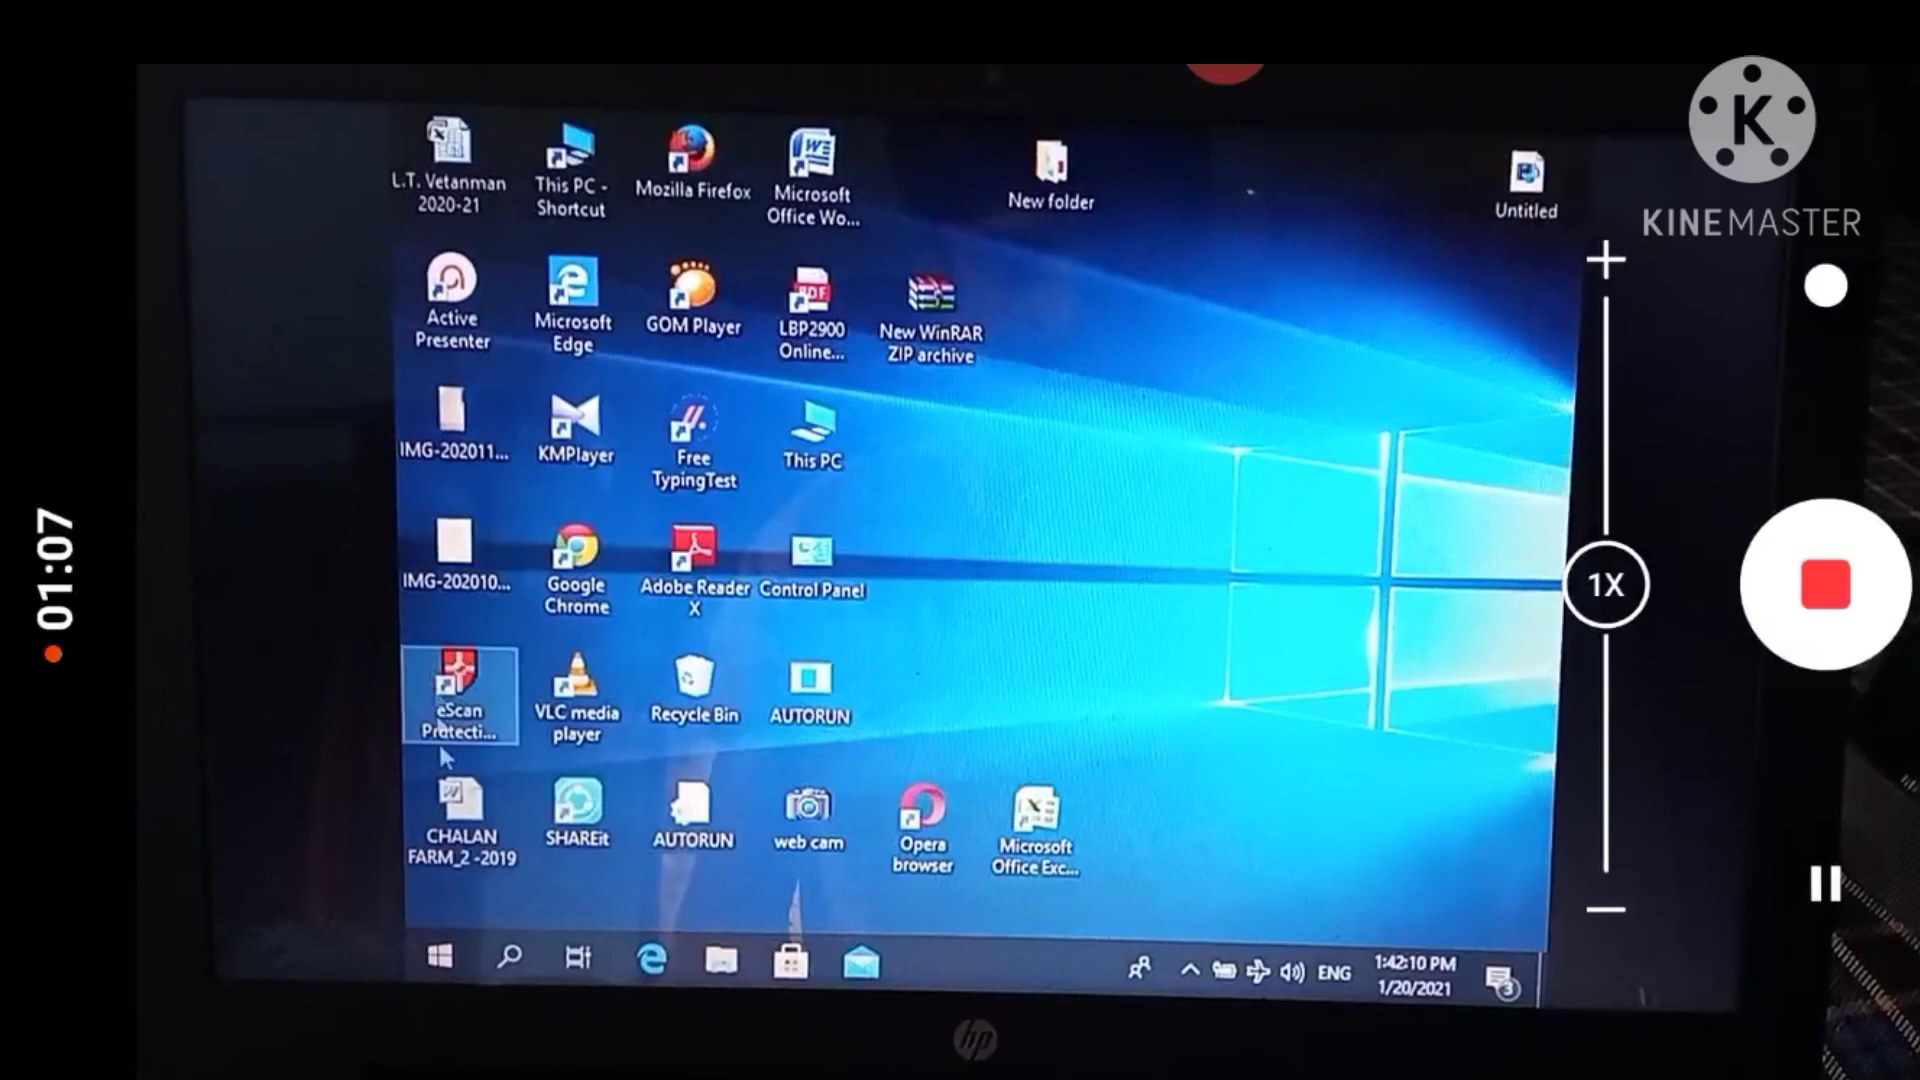 K
KINEMASTER
01:07
L.T. Vetanman
2020-21
This PC -
Shortcut
Mozilla Firefox
Microsoft
Office Wo...
New folder
Untitled
Active
Presenter
Microsoft
Edge
GOM Player
PDF
LBP2900
Online...
New WinRAR
ZIP archive
IMG-202011...
KMPlayer
Free
TypingTest
This PC
IMG-202010...
Google
Chrome
Adobe Reader
X
Control Panel
1X
eScan
Protecti...
VLC media
player
Recycle Bin
AUTORUN
CHALAN
FARM_2 -2019
SHAREit
AUTORUN
web cam
Opera
browser
Microsoft
Office Exc...
ENG
1:42:10 PM
1/20/2021
3
hp